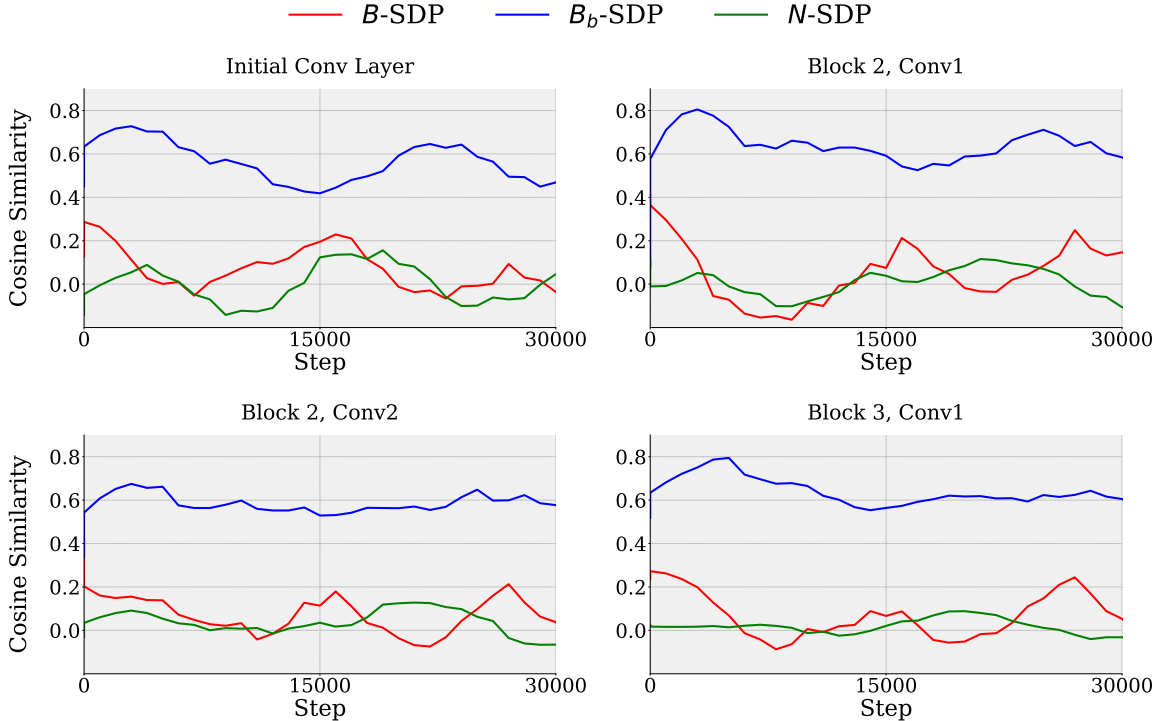 B-SDP B_b-SDP N-SDP
Initial Conv Layer
Cosine Similarity
0.8
0.6
0.4
0.2
0.0
0 15000 30000
Step
Block 2, Conv1
0.8
0.6
0.4
0.2
0.0
0 15000 30000
Step
Block 2, Conv2
Cosine Similarity
0.8
0.6
0.4
0.2
0.0
0 15000 30000
Step
Block 3, Conv1
0.8
0.6
0.4
0.2
0.0
0 15000 30000
Step